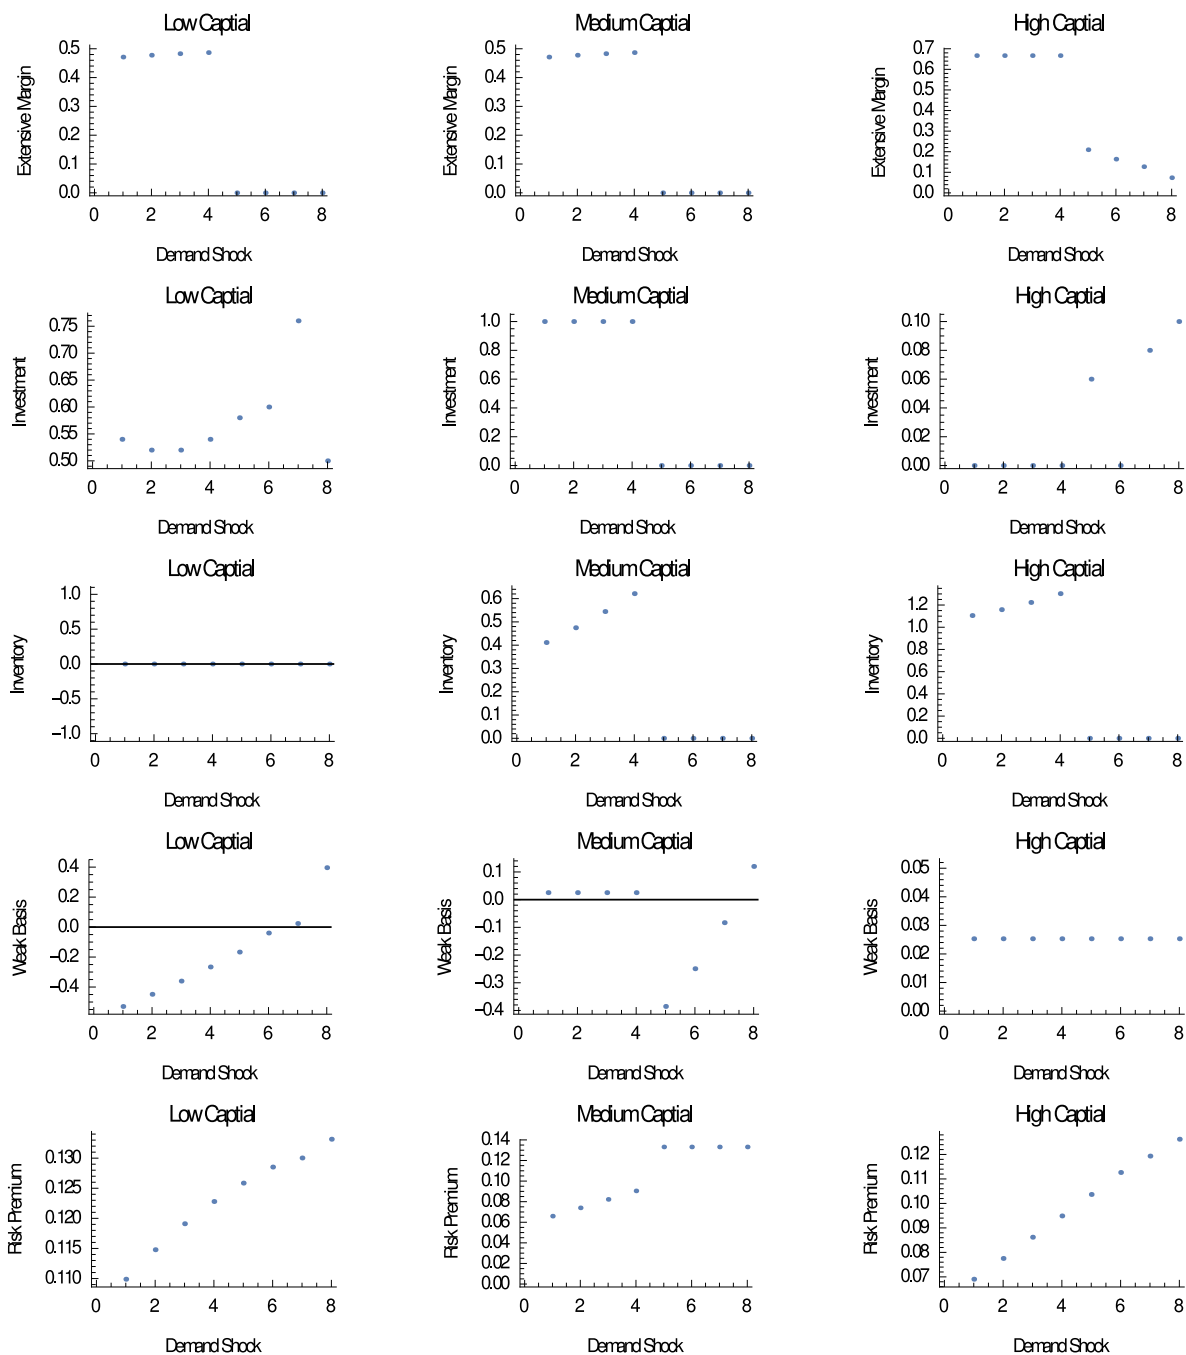 Low Captial Medium Captial High Captial
Extensive Margin 0.5 0.4 0.3 0.2 0.1 0.0 0 2 4 6 8 Demand Shock
Extensive Margin 0.5 0.4 0.3 0.2 0.1 0.0 0 2 4 6 8 Demand Shock
Extensive Margin 0.7 0.6 0.5 0.4 0.3 0.2 0.1 0.0 0 2 4 6 8 Demand Shock
Low Captial Medium Captial High Captial
Investment 0.75 0.70 0.65 0.60 0.55 0.50 0 2 4 6 8 Demand Shock
Investment 1.0 0.8 0.6 0.4 0.2 0.0 0 2 4 6 8 Demand Shock
Investment 0.10 0.08 0.06 0.04 0.02 0.00 0 2 4 6 8 Demand Shock
Low Captial Medium Captial High Captial
Inventory 1.0 0.5 0.0 −0.5 −1.0 0 2 4 6 8 Demand Shock
Inventory 0.6 0.5 0.4 0.3 0.2 0.1 0.0 0 2 4 6 8 Demand Shock
Inventory 1.2 1.0 0.8 0.6 0.4 0.2 0.0 0 2 4 6 8 Demand Shock
Low Captial Medium Captial High Captial
Weak Basis 0.4 0.2 0.0 −0.2 −0.4 0 2 4 6 8 Demand Shock
Weak Basis 0.1 0.0 −0.1 −0.2 −0.3 −0.4 0 2 4 6 8 Demand Shock
Weak Basis 0.05 0.04 0.03 0.02 0.01 0.00 0 2 4 6 8 Demand Shock
Low Captial Medium Captial High Captial
Risk Premium 0.130 0.125 0.120 0.115 0.110 0 2 4 6 8 Demand Shock
Risk Premium 0.14 0.12 0.10 0.08 0.06 0.04 0.02 0.00 0 2 4 6 8 Demand Shock
Risk Premium 0.12 0.11 0.10 0.09 0.08 0.07 0 2 4 6 8 Demand Shock